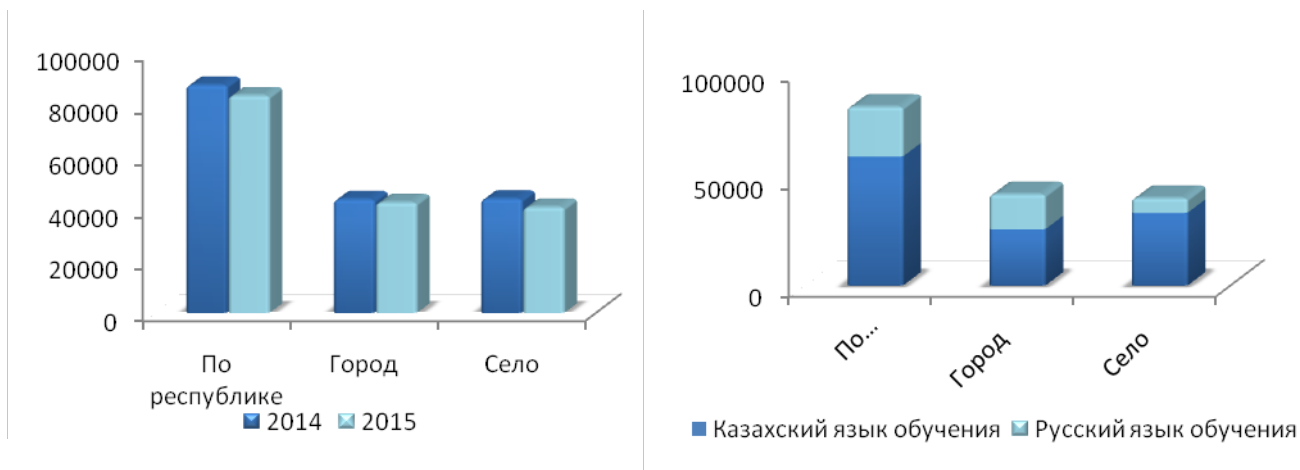 100000
80000
60000
40000
20000
0
По
республике
Город
Село
2014
2015
100000
50000
0
По...
Город
Село
Казахский язык обучения
Русский язык обучения